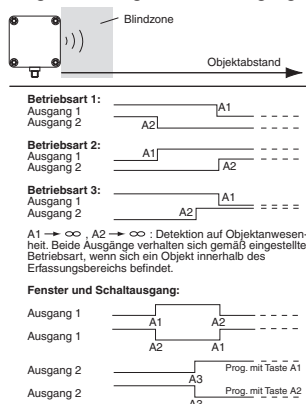 Blindzone
Objektabstand
Betriebsart 1:
Ausgang 1
A1
Ausgang 2
A2
Betriebsart 2:
Ausgang 1
A1
Ausgang 2
A2
Betriebsart 3:
Ausgang 1
A1
Ausgang 2
A2
A1 → ∞ , A2 → ∞ : Detektion auf Objektanwesen-
heit. Beide Ausgänge verhalten sich gemäß eingestellte
Betriebsart, wenn sich ein Objekt innerhalb des
Erfassungsbereichs befindet.
Fenster und Schaltausgang:
Ausgang 1
A1 A2
Ausgang 1
A2 A1
Ausgang 2
Prog. mit Taste A1
A3
Ausgang 2
Prog. mit Taste A2
A3